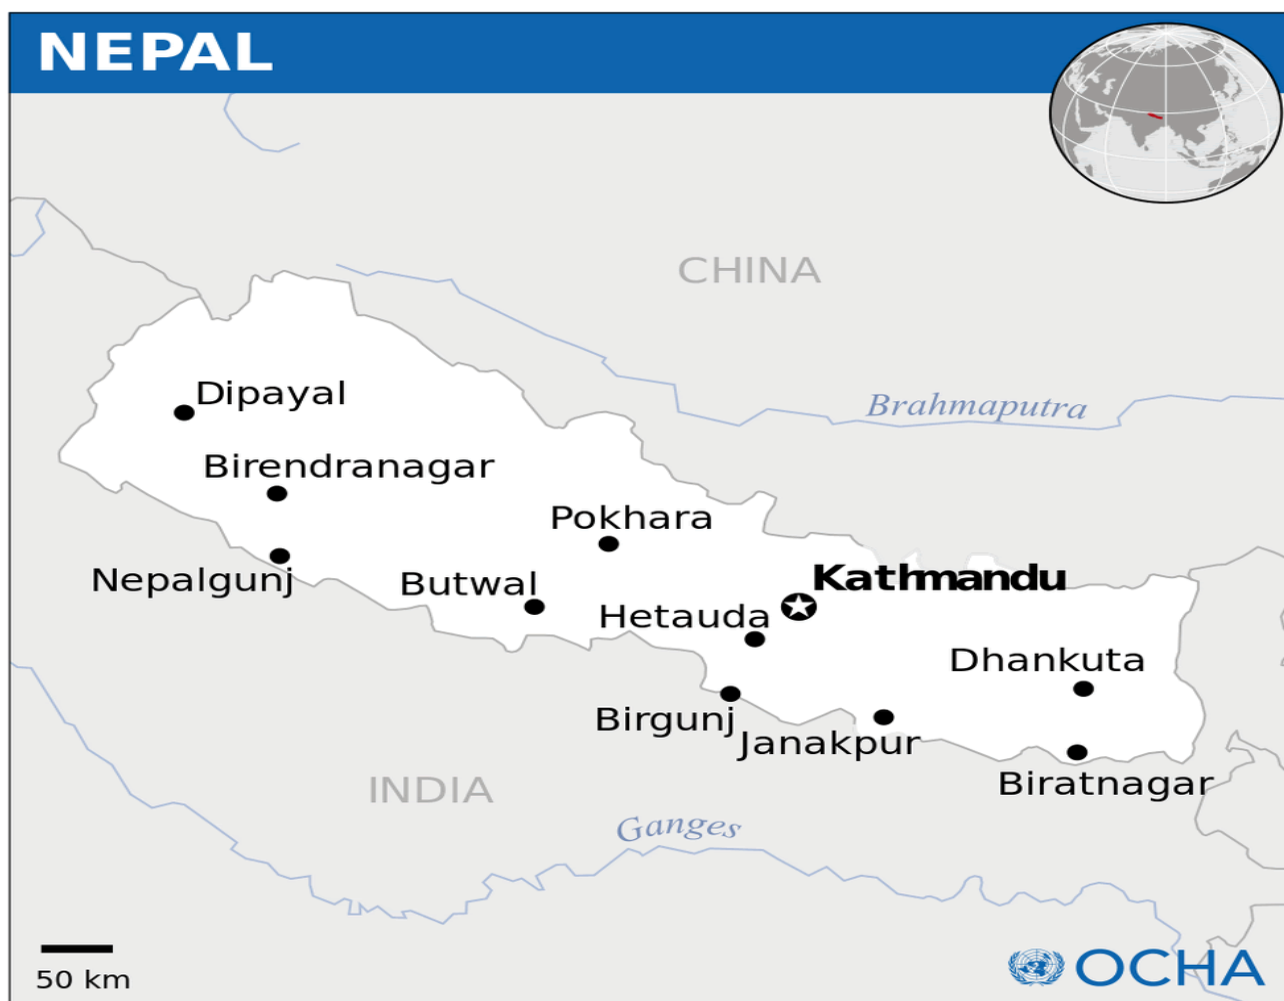 NEPAL
CHINA
Brahmaputra
Dipayal
Birendranagar
Pokhara
Nepalgunj
Butwal
Kathmandu
Hetauda
Dhankuta
Birgunj
Janakpur
Biratnagar
INDIA
Ganges
50 km
OCHA